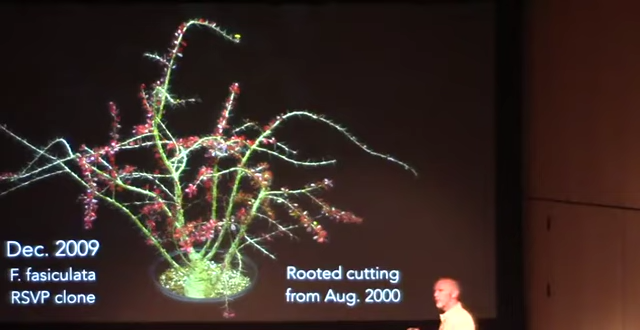 Dec. 2009
F. fasiculata
RSVP clone
Rooted cutting
from Aug. 2000